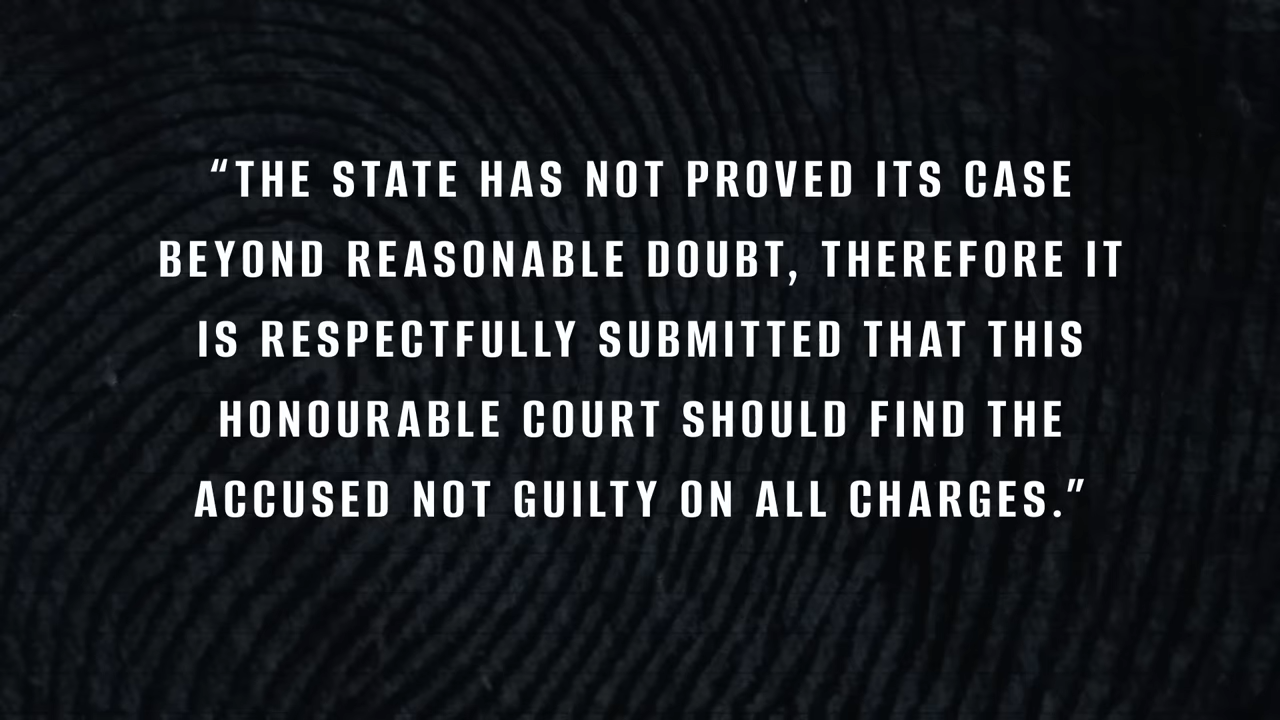 “THE STATE HAS NOT PROVED ITS CASE
BEYOND REASONABLE DOUBT, THEREFORE IT
IS RESPECTFULLY SUBMITTED THAT THIS
HONOURABLE COURT SHOULD FIND THE
ACCUSED NOT GUILTY ON ALL CHARGES.”